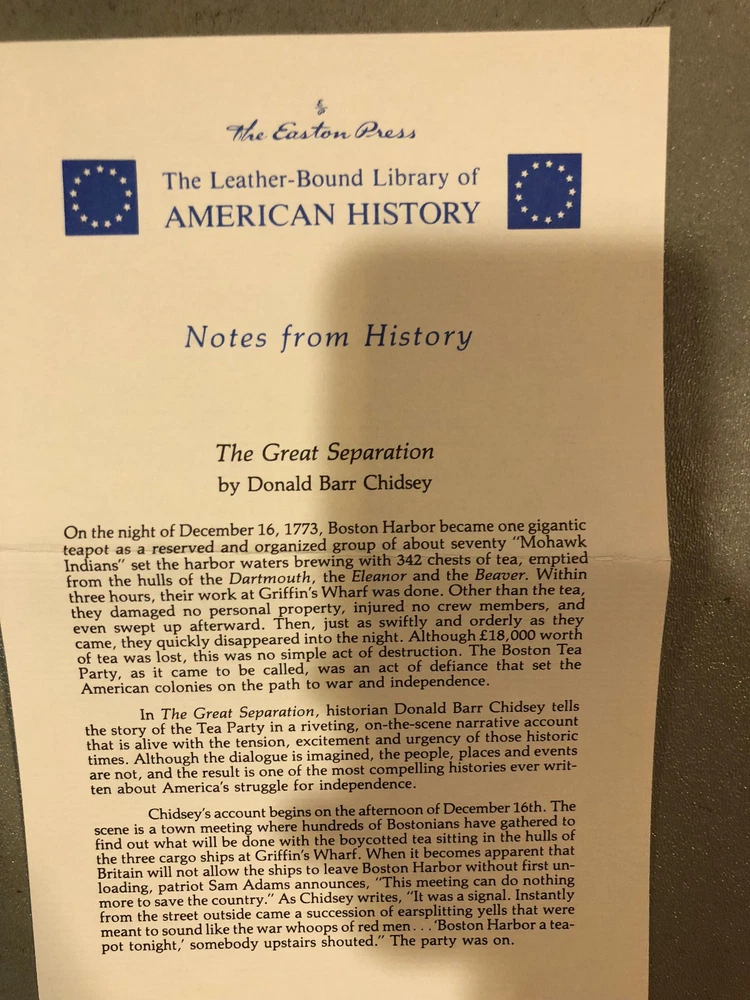 The Easton Press
The Leather-Bound Library of
AMERICAN HISTORY
Notes from History
The Great Separation
by Donald Barr Chidsey
On the night of December 16, 1773, Boston Harbor became one gigantic
teapot as a reserved and organized group of about seventy "Mohawk
Indians" set the harbor waters brewing with 342 chests of tea, emptied
from the hulls of the Dartmouth, the Eleanor and the Beaver. Within
three hours, their work at Griffin's Wharf was done. Other than the tea,
they damaged no personal property, injured no crew members, and
even swept up afterward. Then, just as swiftly and orderly as they
came, they quickly disappeared into the night. Although £18,000 worth
of tea was lost, this was no simple act of destruction. The Boston Tea
Party, as it came to be called, was an act of defiance that set the
American colonies on the path to war and independence.
In The Great Separation, historian Donald Barr Chidsey tells
the story of the Tea Party in a riveting, on-the-scene narrative account
that is alive with the tension, excitement and urgency of those historic
times. Although the dialogue is imagined, the people, places and events
are not, and the result is one of the most compelling histories ever writ-
ten about America's struggle for independence.
Chidsey's account begins on the afternoon of December 16th. The
scene is a town meeting where hundreds of Bostonians have gathered to
find out what will be done with the boycotted tea sitting in the hulls of
the three cargo ships at Griffin's Wharf. When it becomes apparent that
Britain will not allow the ships to leave Boston Harbor without first un-
loading, patriot Sam Adams announces, "This meeting can do nothing
more to save the country." As Chidsey writes, "It was a signal. Instantly
from the street outside came a succession of earsplitting yells that were
meant to sound like the war whoops of red men . . . 'Boston Harbor a tea-
pot tonight,' somebody upstairs shouted." The party was on.